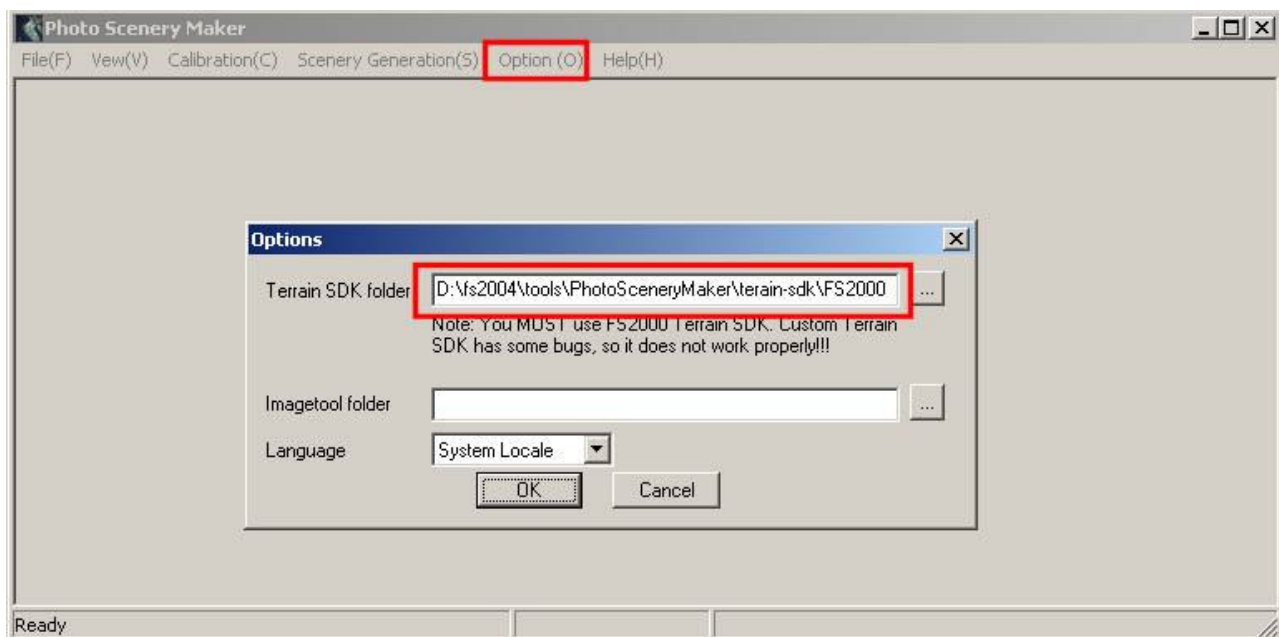 Photo Scenery Maker
File(F) Vew(V) Calibration(C) Scenery Generation(S) Option (O) Help(H)
Options
Terrain SDK folder D:\fs2004\tools\PhotoSceneryMaker\terain-sdk\FS2000 ...
Note: You MUST use FS2000 Terrain SDK. Custom Terrain
SDK has some bugs, so it does not work properly!!!
Imagetool folder ...
Language System Locale
OK Cancel
Ready